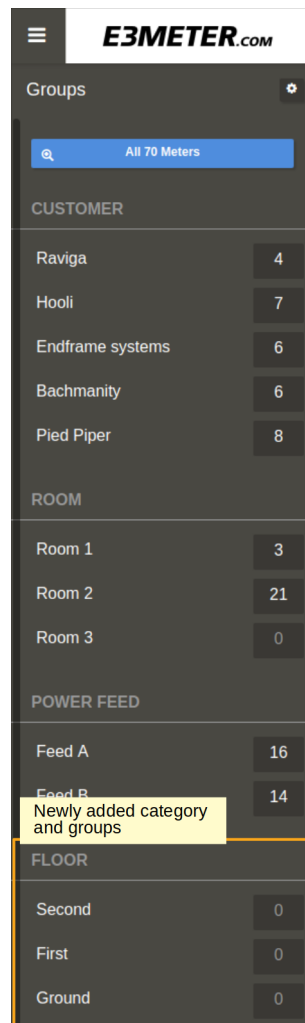 E3METER.COM
Groups
All 70 Meters
CUSTOMER
Raviga 4
Hooli 7
Endframe systems 6
Bachmanity 6
Pied Piper 8
ROOM
Room 1 3
Room 2 21
Room 3 0
POWER FEED
Feed A 16
Feed B 14
Newly added category
and groups
FLOOR
Second 0
First 0
Ground 0